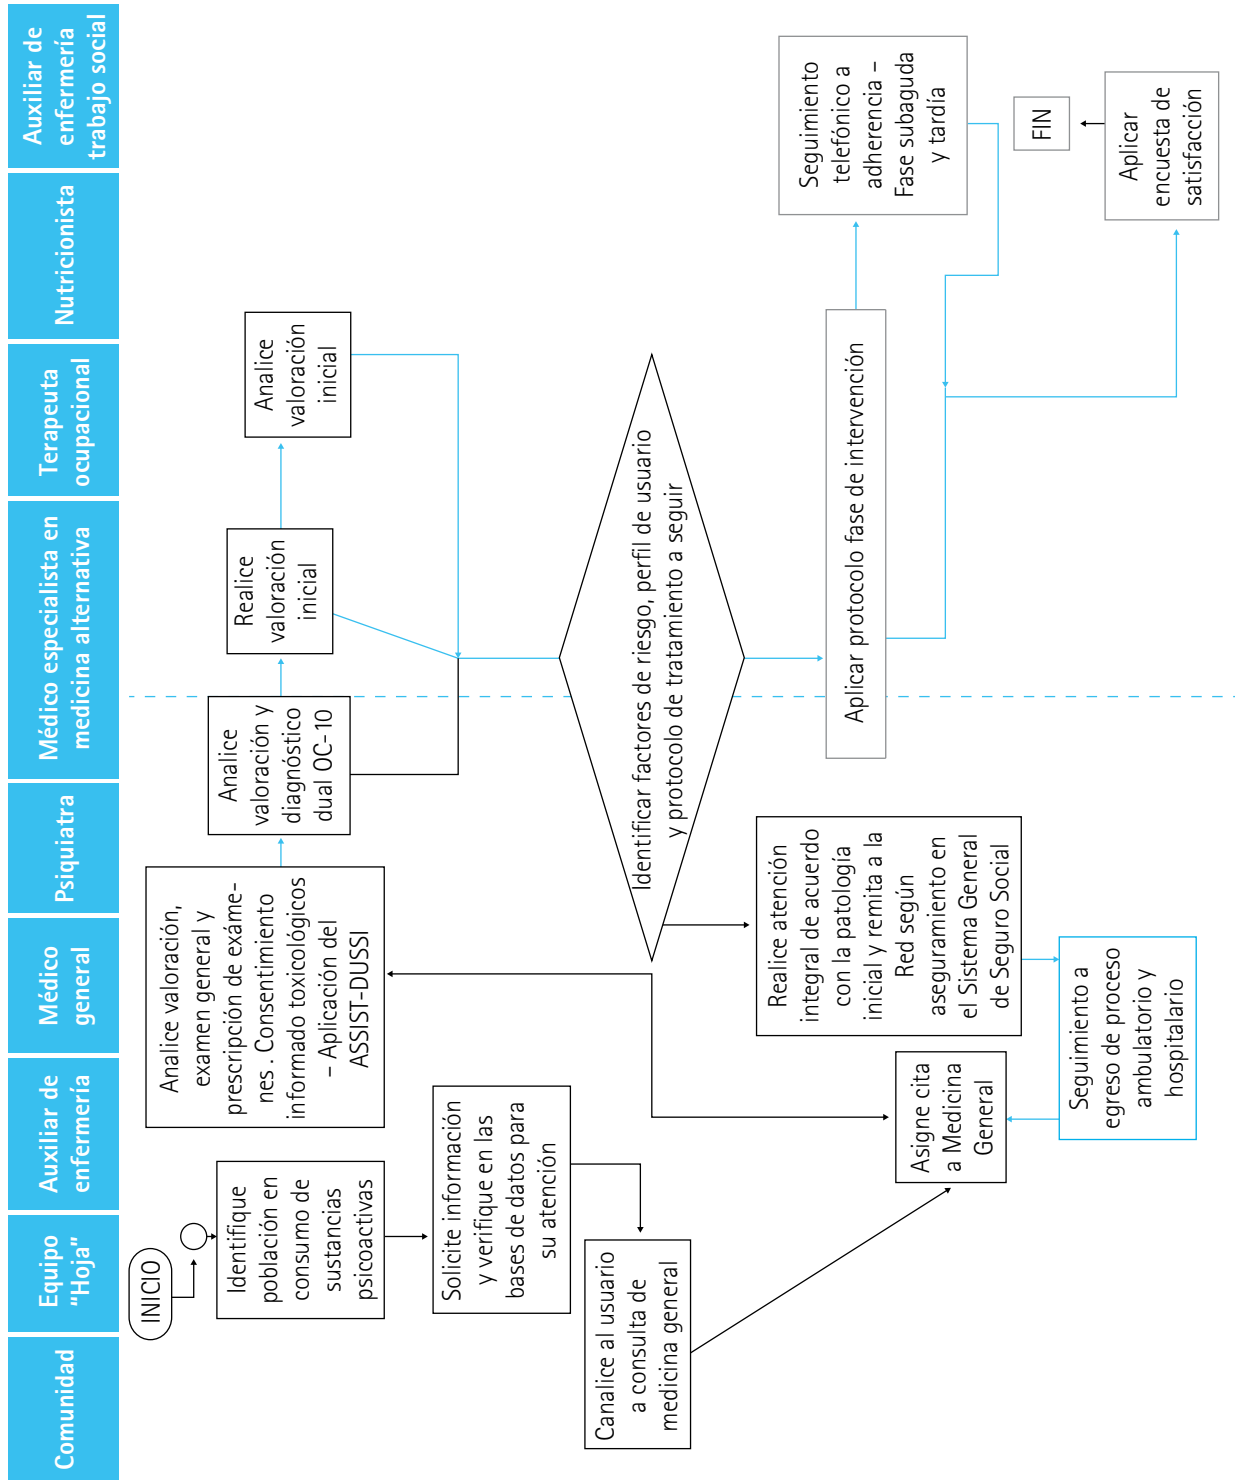 Comunidad
Equipo
"Hoja"
Auxiliar de
enfermería
Médico
general
Psiquiatra
Médico especialista en
medicina alternativa
Terapeuta
ocupacional
Nutricionista
Auxiliar de
enfermería
trabajo social
INICIO
Identifique
población en
consumo de
sustancias
psicoactivas
Solicite información
y verifique en las
bases de datos para
su atención
Canalice al usuario
a consulta de
medicina general
Asigne cita
a Medicina
General
Analice valoración,
examen general y
prescripción de exáme-
nes . Consentimiento
informado toxicológicos
– Aplicación del
ASSIST-DUSSI
Analice
valoración y
diagnóstico
dual OC-10
Realice
valoración
inicial
Analice
valoración
inicial
Identificar factores de riesgo, perfil de usuario
y protocolo de tratamiento a seguir
Realice atención
integral de acuerdo
con la patología
inicial y remita a la
Red según
aseguramiento en
el Sistema General
de Seguro Social
Seguimiento a
egreso de proceso
ambulatorio y
hospitalario
Aplicar protocolo fase de intervención
Seguimiento
telefónico a
adherencia –
Fase subaguda
y tardía
Aplicar
encuesta de
satisfacción
FIN